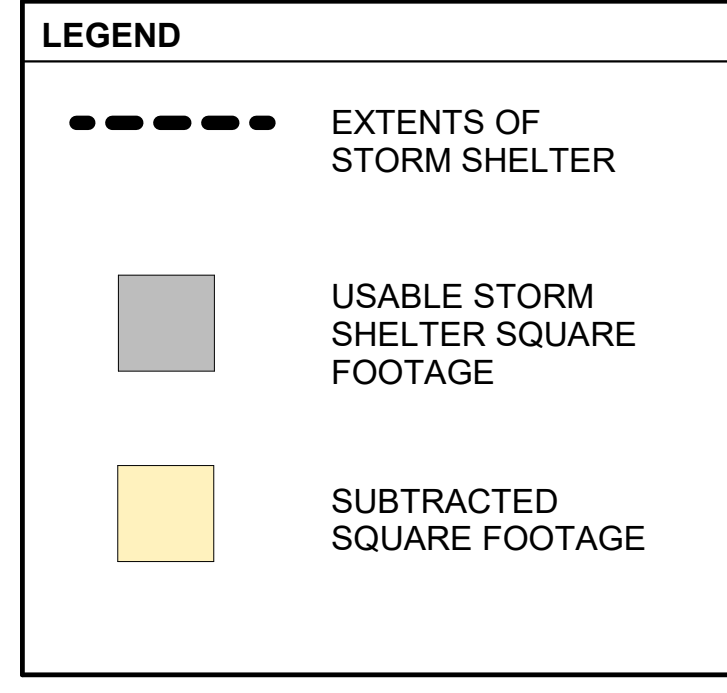 LEGEND
EXTENTS OF
STORM SHELTER
USABLE STORM
SHELTER SQUARE
FOOTAGE
SUBTRACTED
SQUARE FOOTAGE